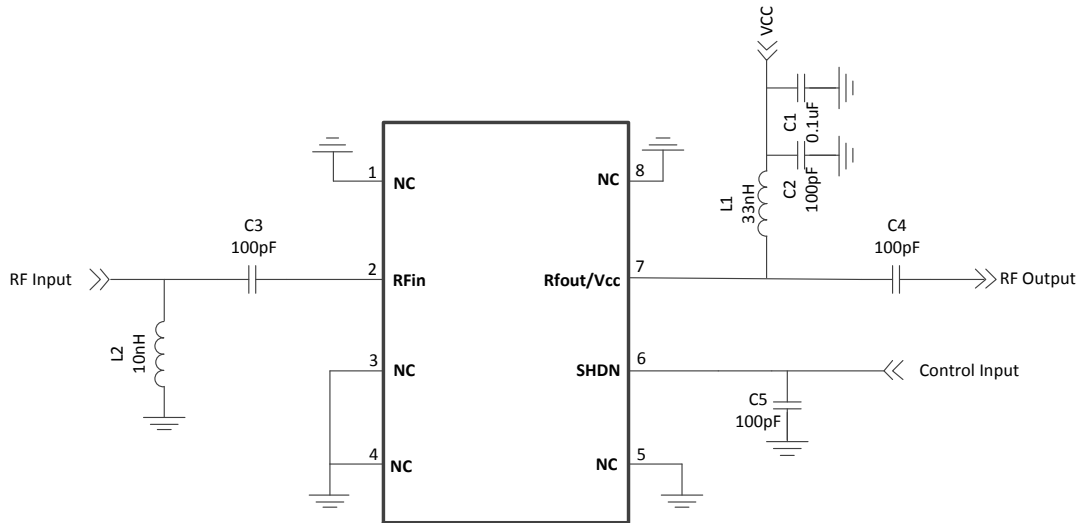 VCC
C1
0.1uF
C2
100pF
L1
33nH
1
NC
8
NC
C3
100pF
C4
100pF
RF Input
2
RFin
7
Rfout/Vcc
RF Output
L2
10nH
3
NC
6
SHDN
Control Input
C5
100pF
4
NC
5
NC